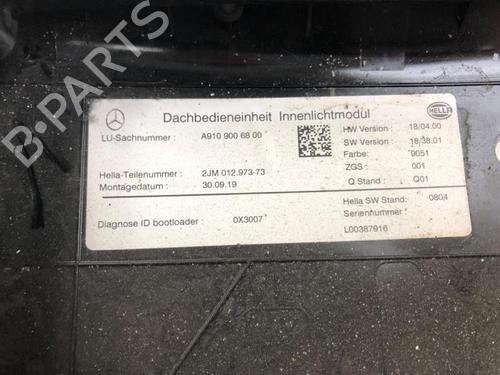 B-PARTS
Dachbedieneinheit Innenlichtmodul
HELLA
LU-Sachnummer : A910 900 68 00
HW Version : 18/04.00
SW Version : 18/38.01
Farbe: 9051
Hella-Teilenummer : 2JM 012.973-73
ZGS : 001
Montagedatum : 30.09.19
Q Stand : Q01
Hella SW Stand: 0804
Diagnose ID bootloader : 0X3007
Seriennummer :
L00387916